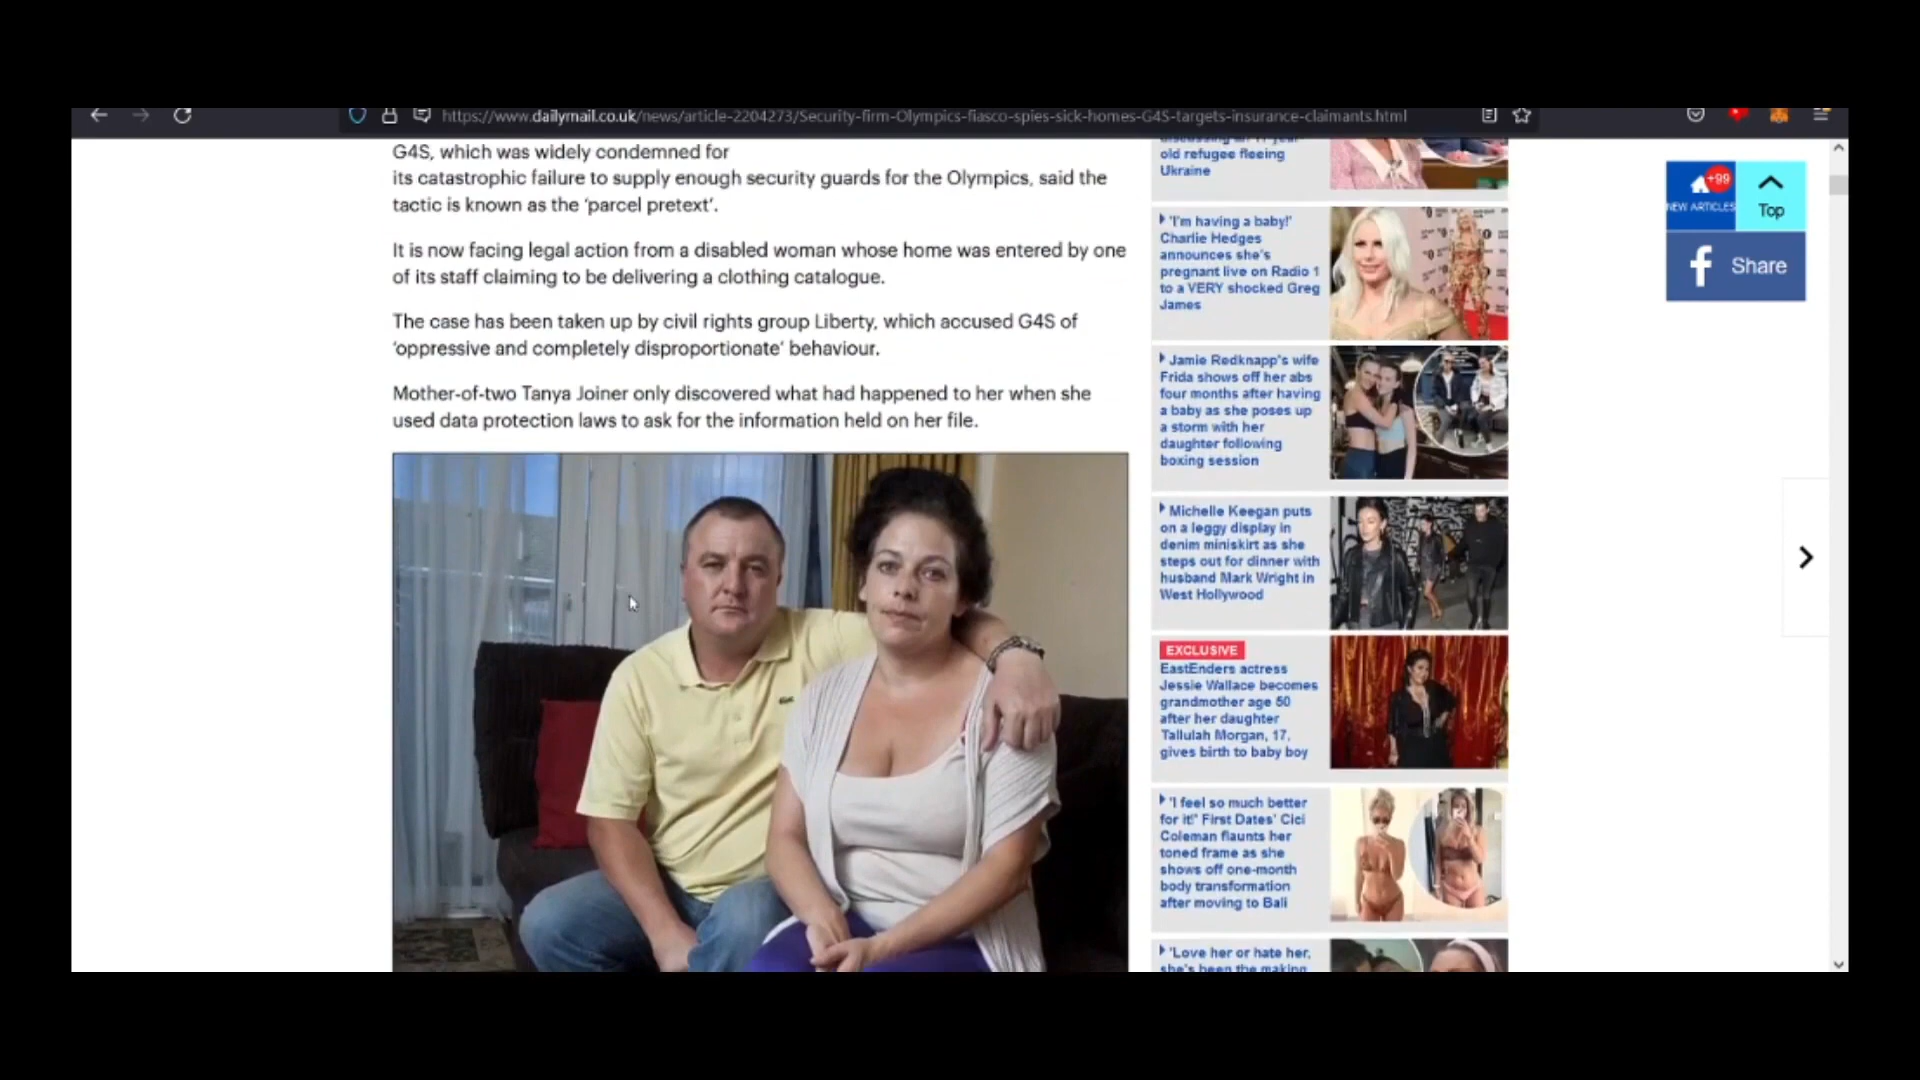 https://www.dailymail.co.uk/news/article-2204273/Security-firm-Olympics-fiasco-spies-sick-homes-G4S-targets-insurance-claimants.html
G4S, which was widely condemned for
its catastrophic failure to supply enough security guards for the Olympics, said the
tactic is known as the ‘parcel pretext’.
It is now facing legal action from a disabled woman whose home was entered by one
of its staff claiming to be delivering a clothing catalogue.
The case has been taken up by civil rights group Liberty, which accused G4S of
‘oppressive and completely disproportionate’ behaviour.
Mother-of-two Tanya Joiner only discovered what had happened to her when she
used data protection laws to ask for the information held on her file.
old refugee fleeing
Ukraine
'I'm having a baby!'
Charlie Hedges
announces she's
pregnant live on Radio 1
to a VERY shocked Greg
James
Jamie Redknapp's wife
Frida shows off her abs
four months after having
a baby as she poses up
a storm with her
daughter following
boxing session
Michelle Keegan puts
on a leggy display in
denim miniskirt as she
steps out for dinner with
husband Mark Wright in
West Hollywood
EXCLUSIVE
EastEnders actress
Jessie Wallace becomes
grandmother age 50
after her daughter
Tallulah Morgan, 17,
gives birth to baby boy
'I feel so much better
for it!' First Dates' Cici
Coleman flaunts her
toned frame as she
shows off one-month
body transformation
after moving to Bali
'Love her or hate her,
she's been the making
+99
NEW ARTICLES
Top
Share